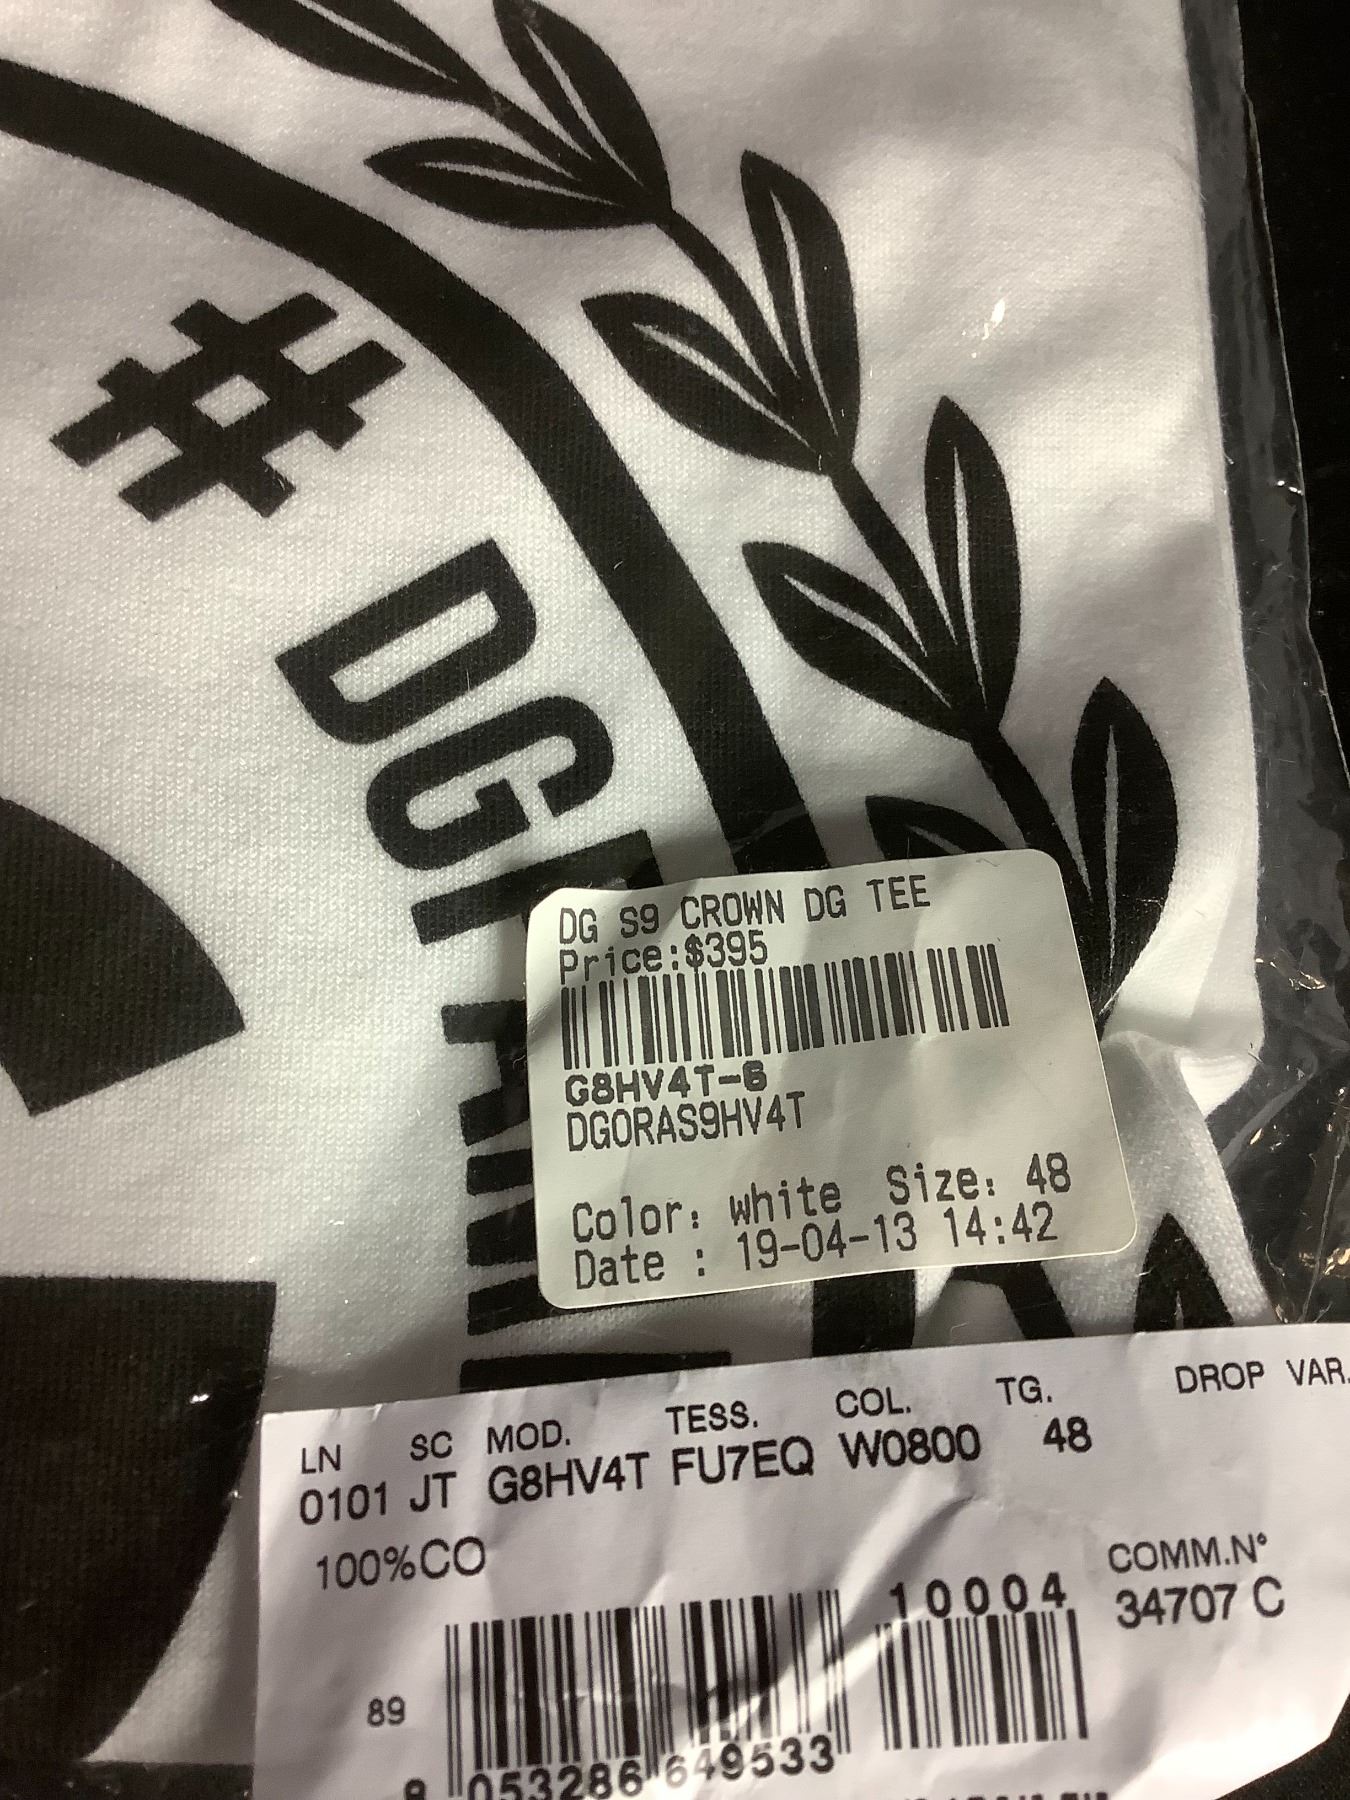 # DG
DG S9 CROWN DG TEE
Price:$395
G8HV4T-6
DGORAS9HV4T
Color: white Size: 48
Date : 19-04-13 14:42
LN SC MOD. TESS. COL. TG. DROP VAR.
0101 JT G8HV4T FU7EQ W0800 48
100%CO
COMM.N°
10004
34707 C
89
8 053286 649533